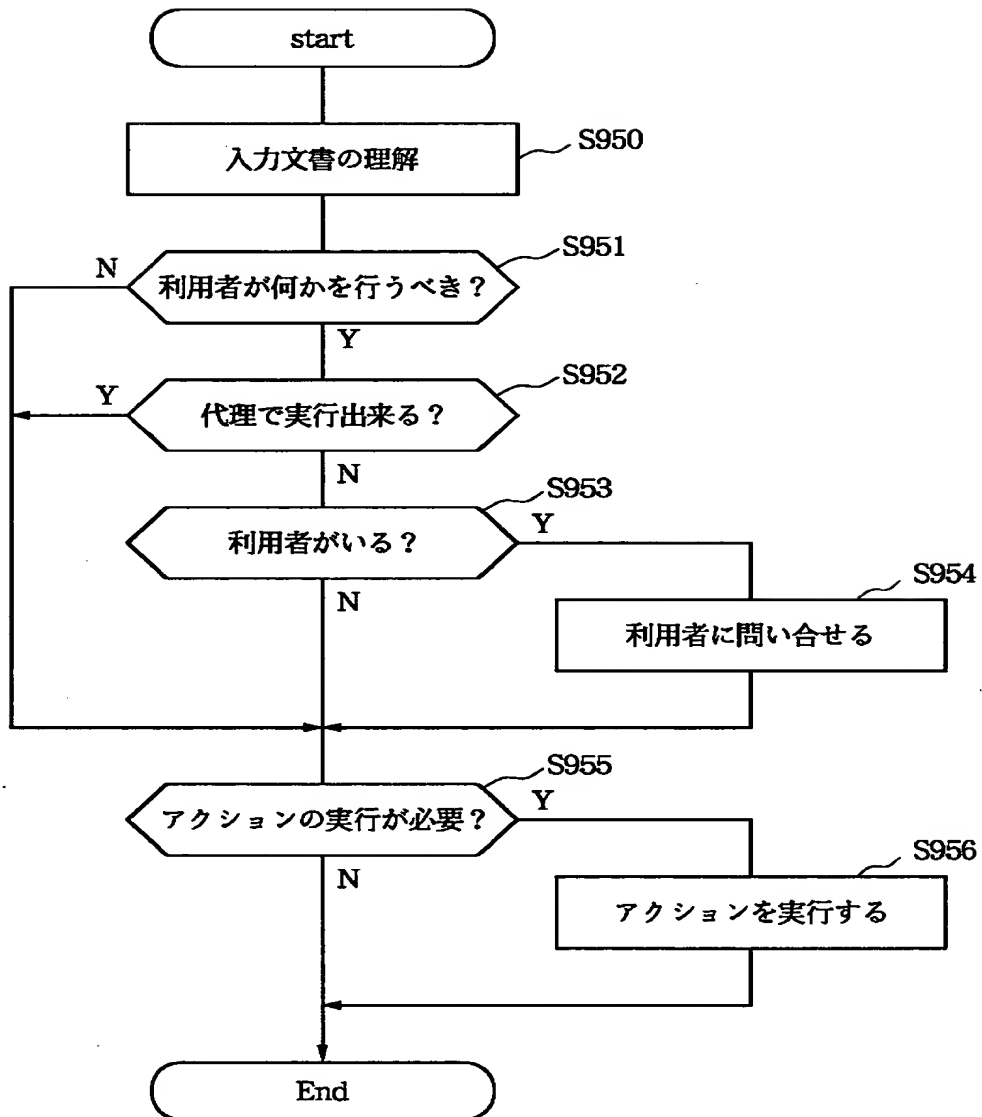 start
入力文書の理解
S950
利用者が何かを行うべき？
S951
N
Y
代理で実行出来る？
S952
Y
N
利用者がいる？
S953
Y
N
利用者に問い合せる
S954
アクションの実行が必要？
S955
Y
N
アクションを実行する
S956
End